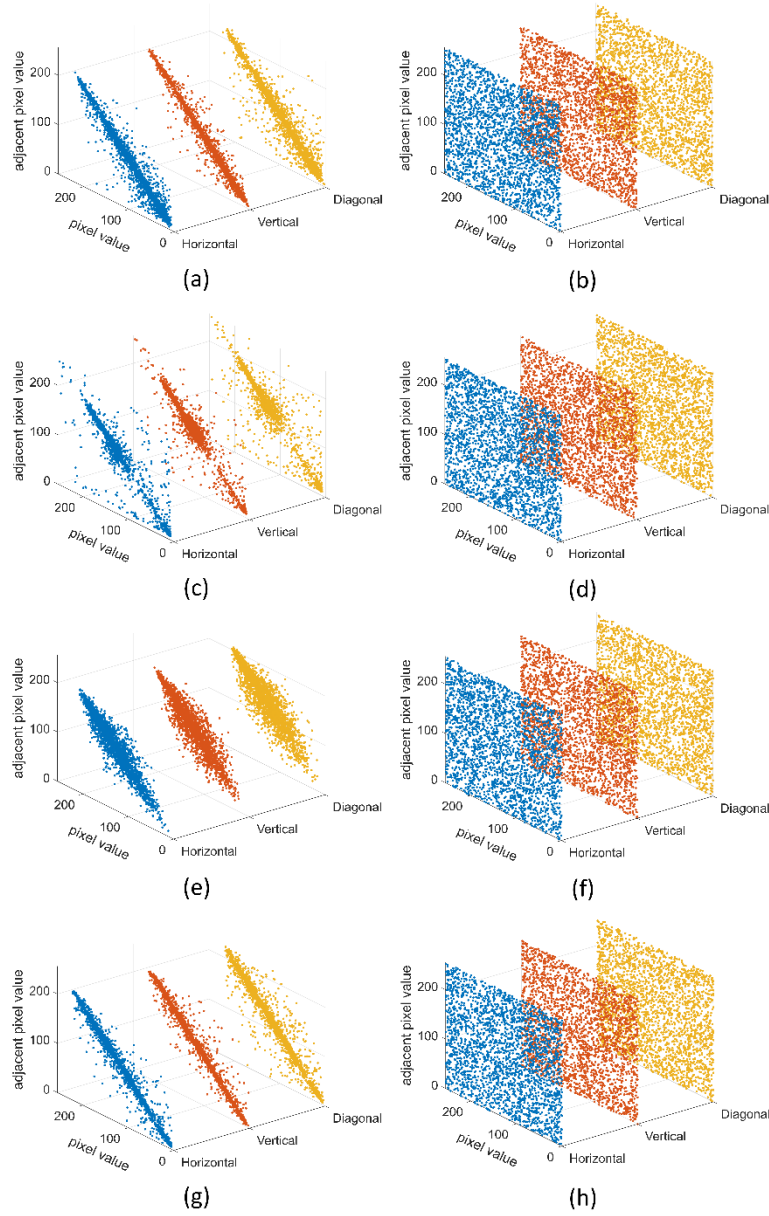 adjacent pixel value
200
100
0
200
100
0
pixel value
Horizontal
Vertical
Diagonal
(a)
adjacent pixel value
200
100
0
200
100
0
pixel value
Horizontal
Vertical
Diagonal
(b)
adjacent pixel value
200
100
0
200
100
0
pixel value
Horizontal
Vertical
Diagonal
(c)
adjacent pixel value
200
100
0
200
100
0
pixel value
Horizontal
Vertical
Diagonal
(d)
adjacent pixel value
200
100
0
200
100
0
pixel value
Horizontal
Vertical
Diagonal
(e)
adjacent pixel value
200
100
0
200
100
0
pixel value
Horizontal
Vertical
Diagonal
(f)
adjacent pixel value
200
100
0
200
100
0
pixel value
Horizontal
Vertical
Diagonal
(g)
adjacent pixel value
200
100
0
200
100
0
pixel value
Horizontal
Vertical
Diagonal
(h)